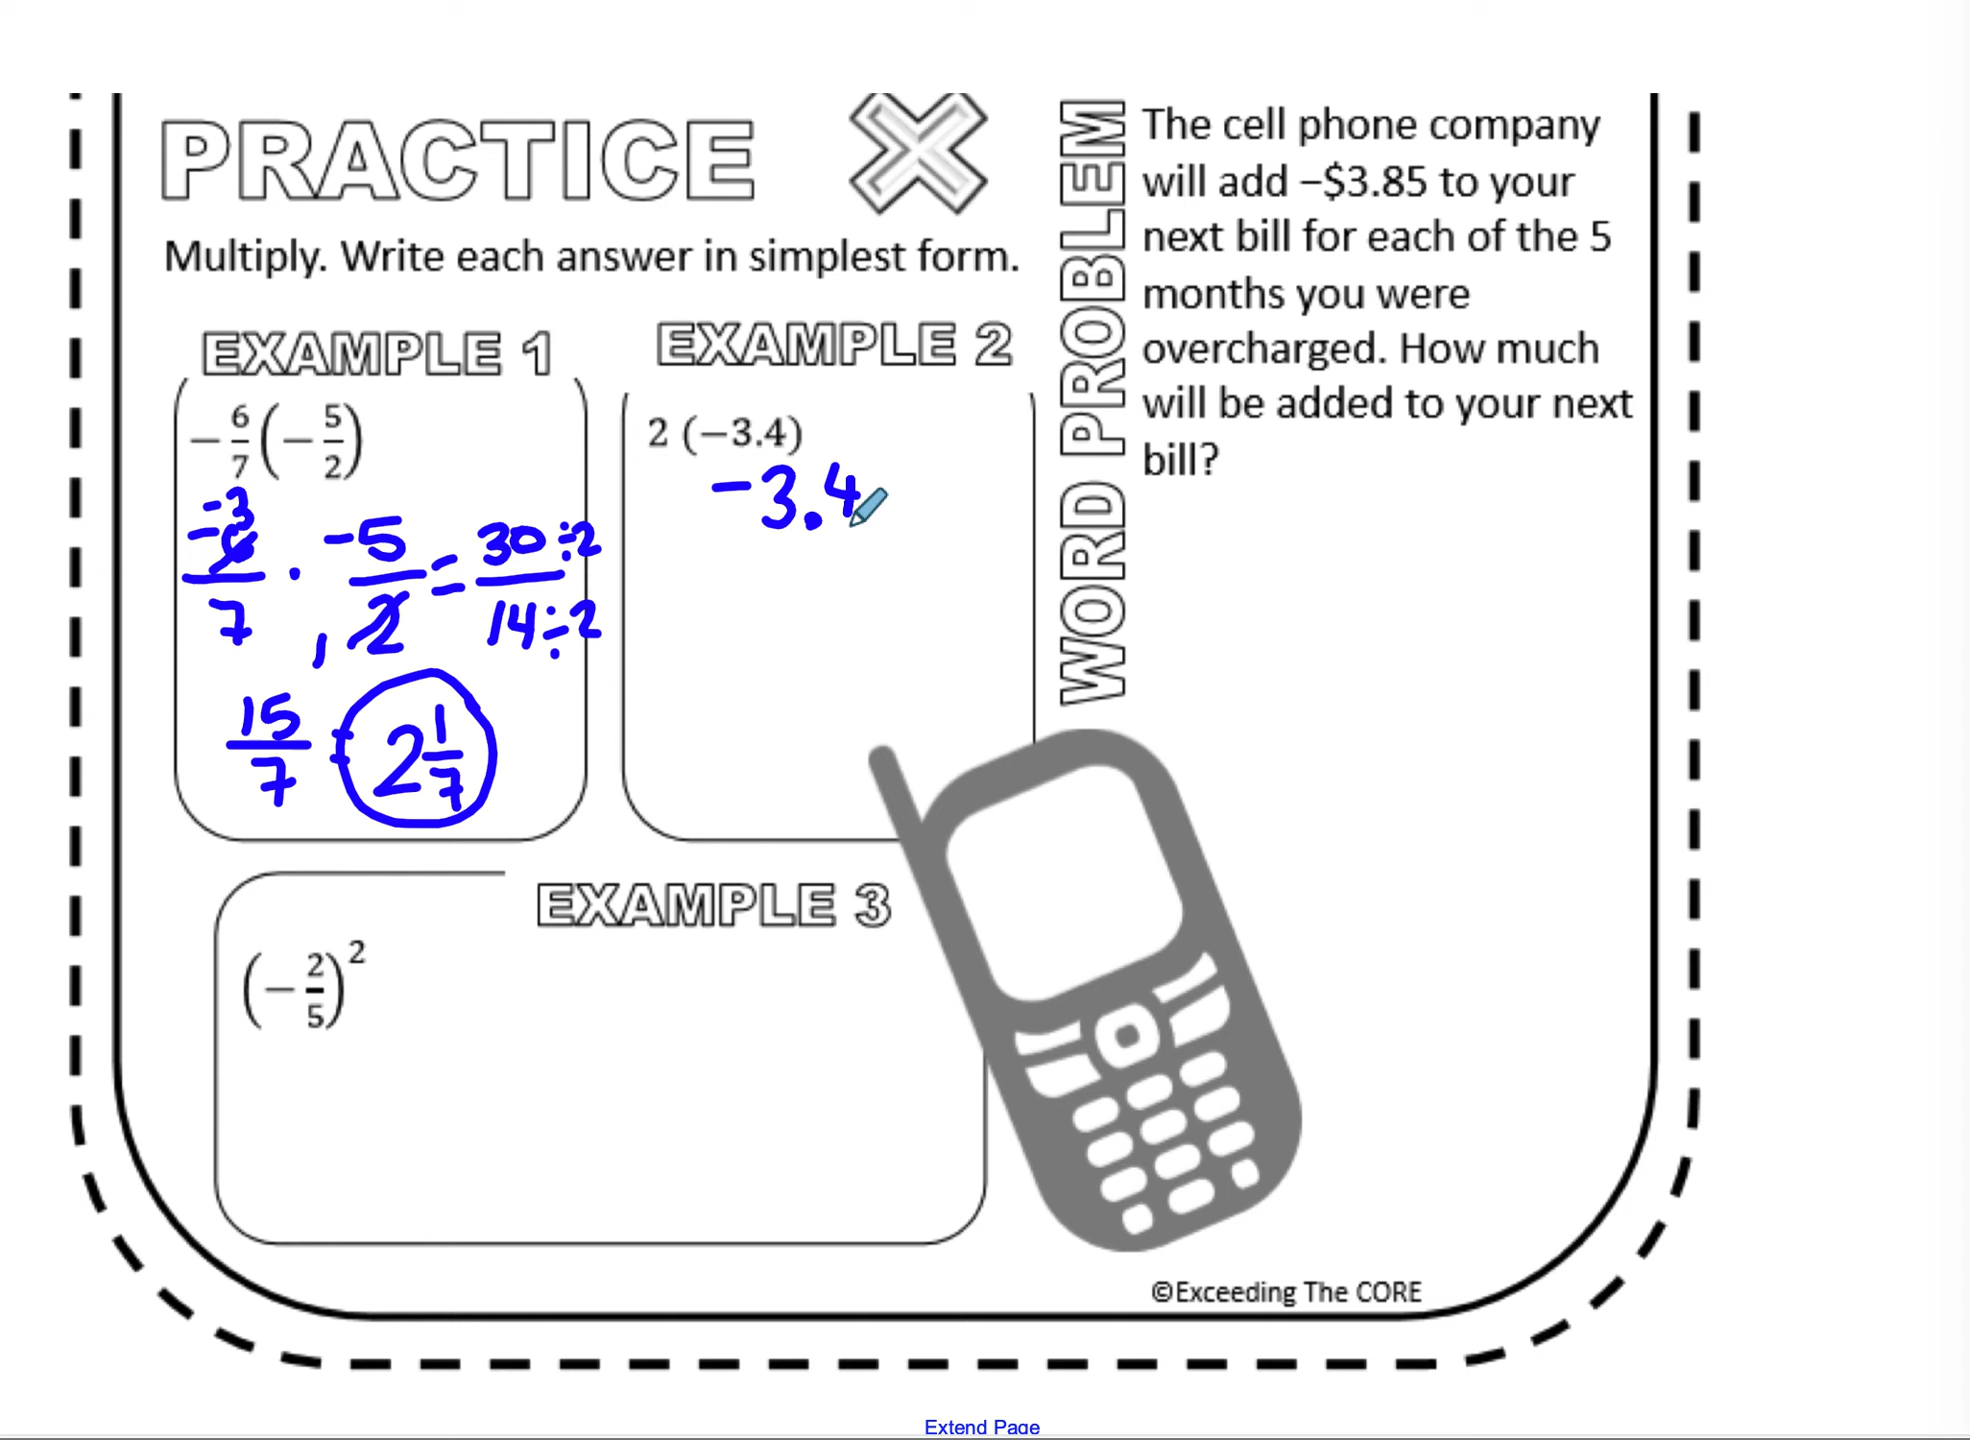 PRACTICE
Multiply. Write each answer in simplest form.
EXAMPLE 1
−6/7(−5/2)
-3
-6/7 · -5/2 = 30÷2/14÷2
1
15/7 = 2 1/7
EXAMPLE 2
2 (−3.4)
-3.4
EXAMPLE 3
(−2/5)²
WORD PROBLEM
The cell phone company
will add −$3.85 to your
next bill for each of the 5
months you were
overcharged. How much
will be added to your next
bill?
©Exceeding The CORE
Extend Page